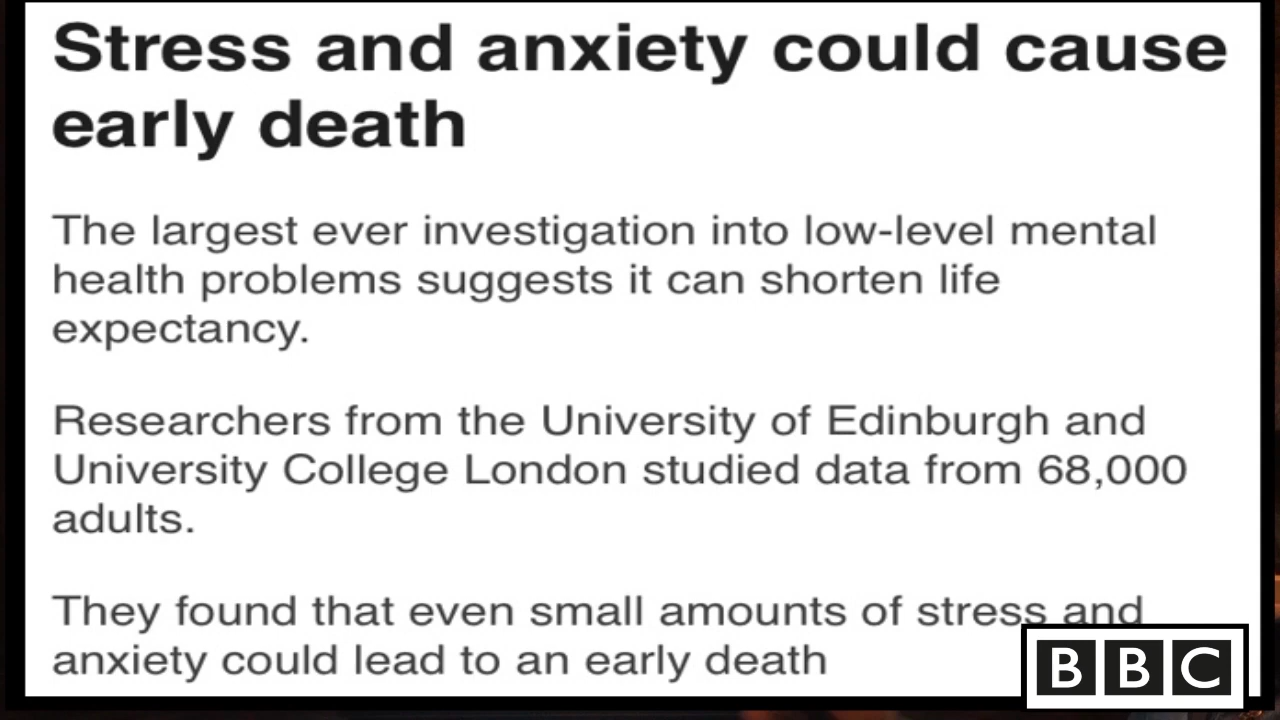 Stress and anxiety could cause
early death
The largest ever investigation into low-level mental
health problems suggests it can shorten life
expectancy.
Researchers from the University of Edinburgh and
University College London studied data from 68,000
adults.
They found that even small amounts of stress and
anxiety could lead to an early death
BBC